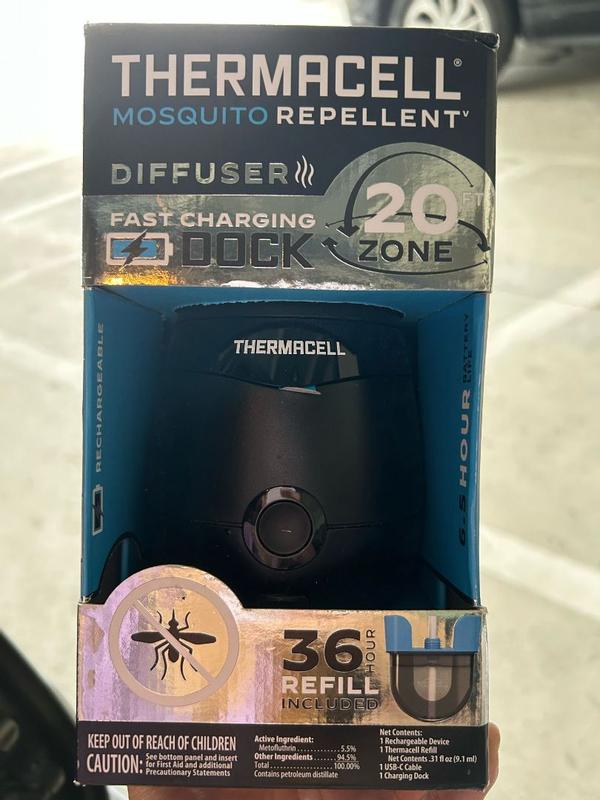 THERMACELL®
MOSQUITO REPELLENTᵛ
DIFFUSER
20 FT
FAST CHARGING
ZONE
DOCK
THERMACELL
RECHARGEABLE
6.5 HOUR BATTERY LIFE
36 HOUR
REFILL
INCLUDED
KEEP OUT OF REACH OF CHILDREN
CAUTION: See bottom panel and insert
for First Aid and additional
Precautionary Statements
Active Ingredient:
Metofluthrin..............5.5%
Other Ingredients......94.5%
Total......................100.00%
Contains petroleum distillate
Net Contents:
1 Rechargeable Device
1 Thermacell Refill
Net Contents .31 fl oz (9.1 ml)
1 USB-C Cable
1 Charging Dock